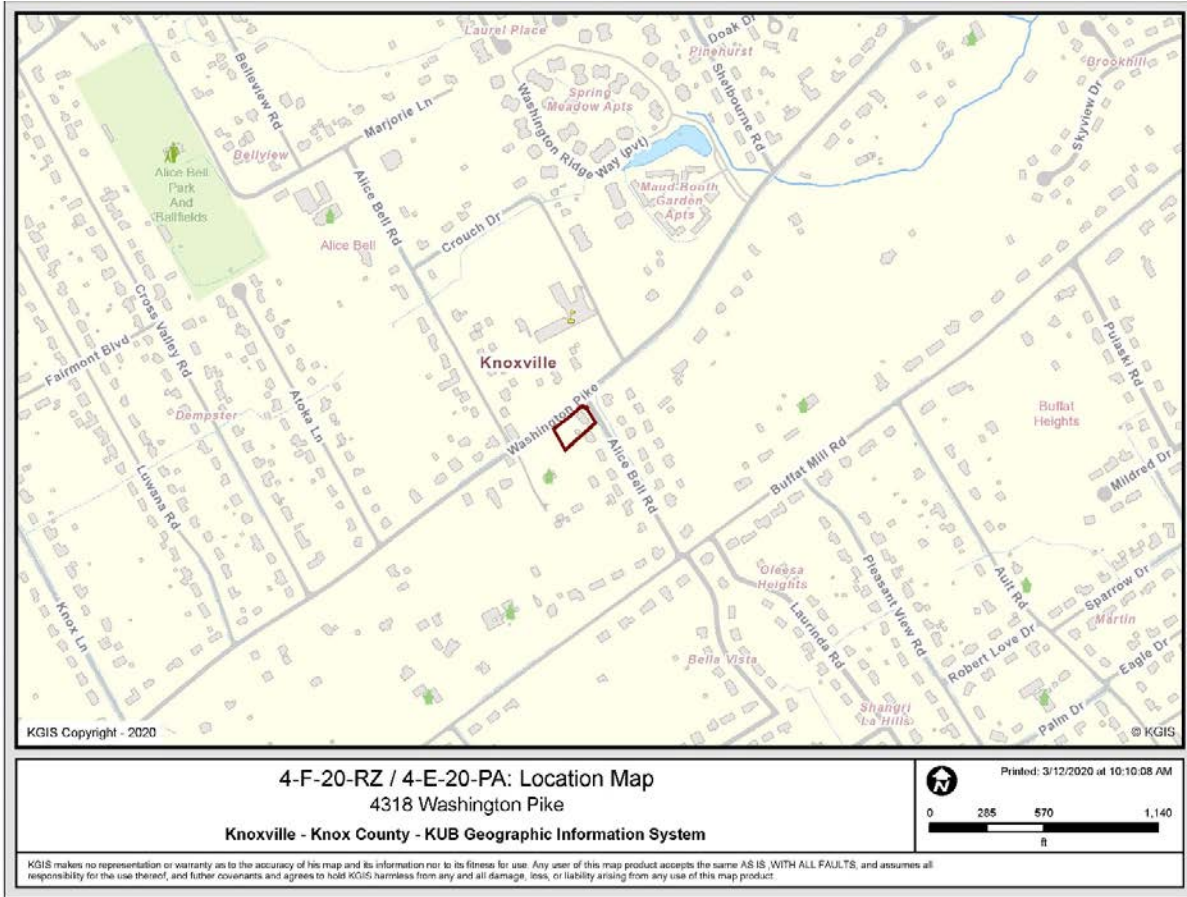 Laurel Place
Doak Dr
Pinehurst
Brookhill
Belleview Rd
Shelbourne Rd
Skyview Dr
Spring
Meadow Apts
Marjorie Ln
Washington Ridge
Way (pvt)
Bellview
Alice Bell
Park
And
Ballfields
Maud Booth
Garden
Apts
Alice Bell Rd
Crouch Dr
Alice Bell
Cross Valley Rd
Pulaski Rd
Fairmont Blvd
Knoxville
Atoka Ln
Dempster
Washington Pike
Buffat
Heights
Alice Bell Rd
Buffat Mill Rd
Mildred Dr
Luwana Rd
Oleesa
Heights
Pleasant View Rd
Ault Rd
Sparrow Dr
Martin
Knox Ln
Laurinda Rd
Robert Love Dr
Eagle Dr
Bella Vista
Shangri
La Hills
Palm Dr
KGIS Copyright - 2020
© KGIS
4-F-20-RZ / 4-E-20-PA: Location Map
4318 Washington Pike
Knoxville - Knox County - KUB Geographic Information System
N
Printed: 3/12/2020 at 10:10:08 AM
0 285 570 1,140
ft
KGIS makes no representation or warranty as to the accuracy of his map and its information nor to its fitness for use. Any user of this map product accepts the same AS IS ,WITH ALL FAULTS, and assumes all
responsibility for the use thereof, and futher covenants and agrees to hold KGIS harmless from any and all damage, loss, or liability arising from any use of this map product.